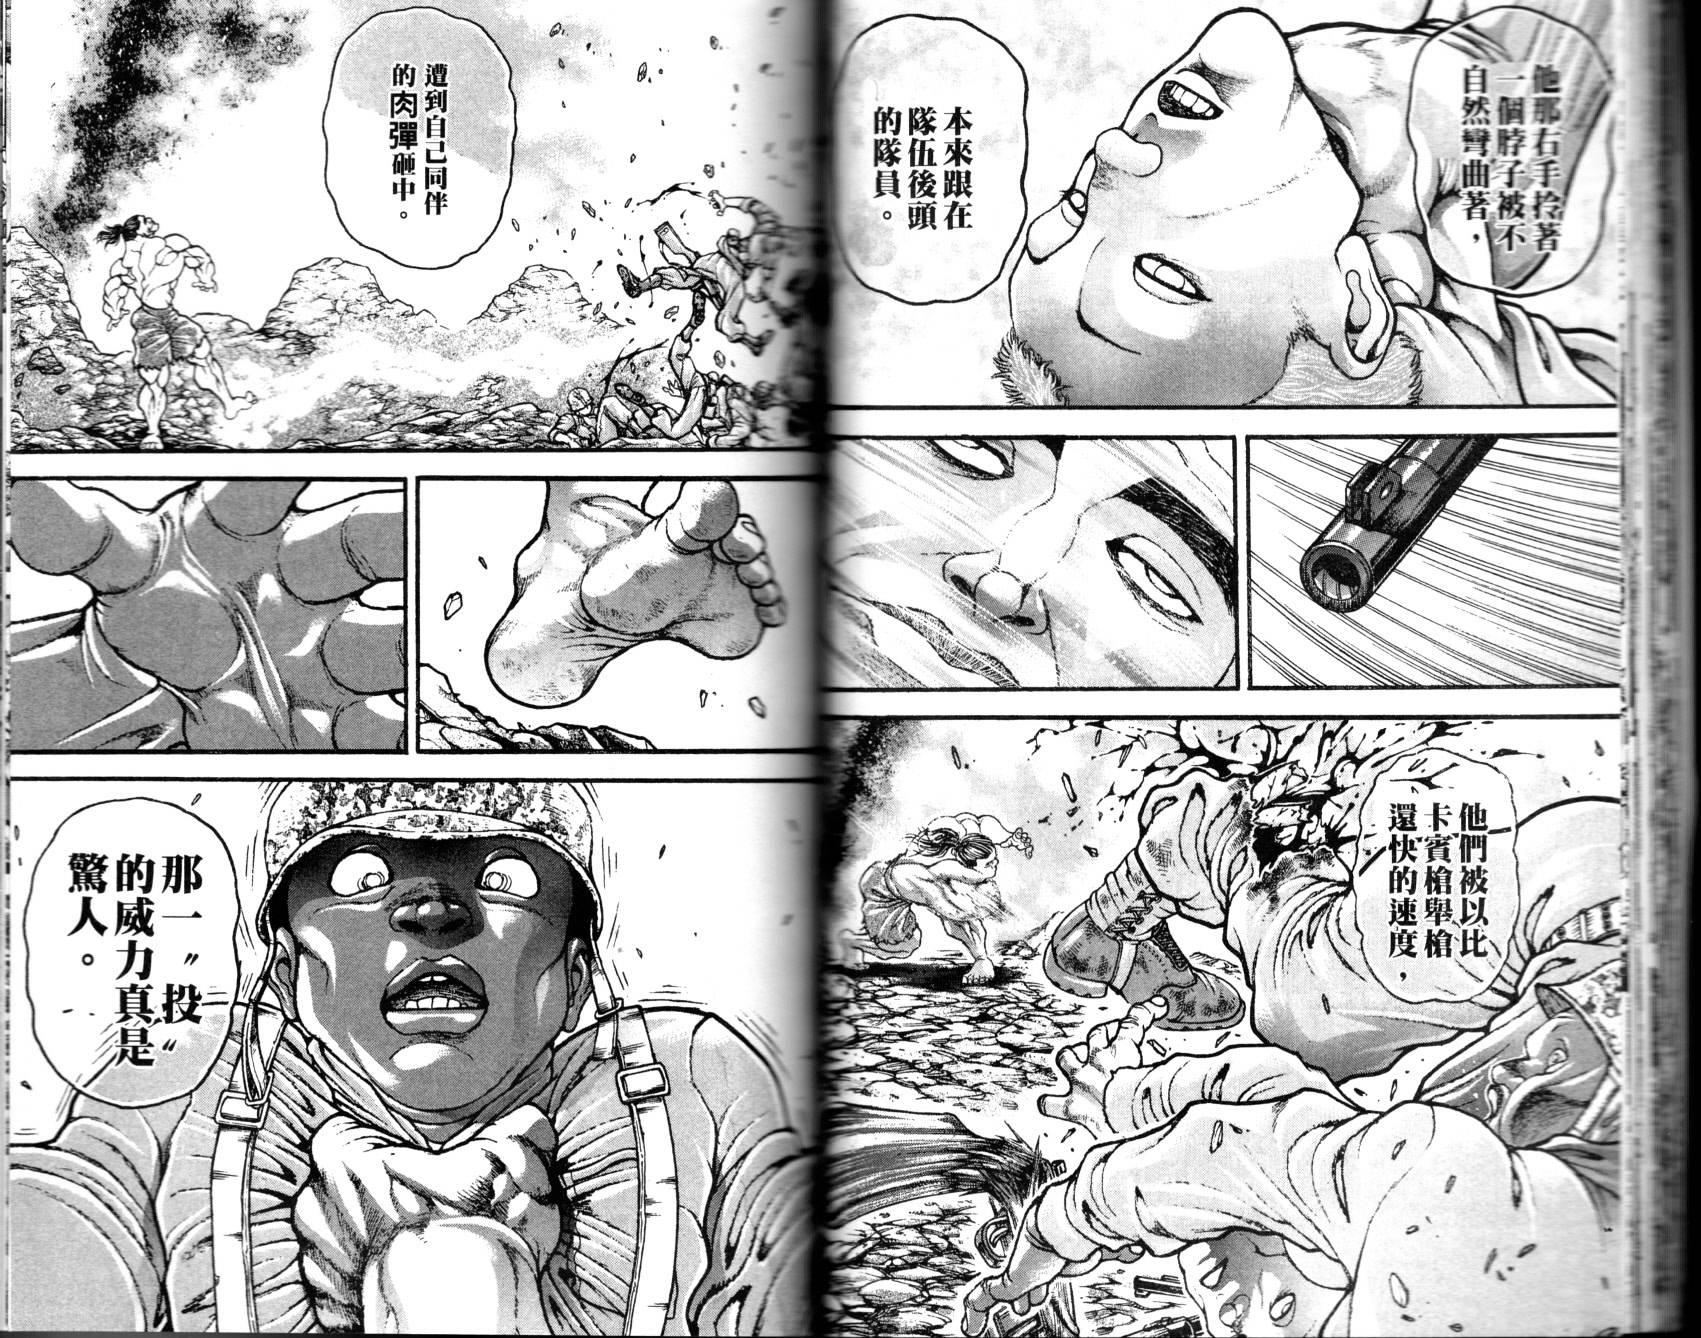 他那右手拎著
一個脖子被不
自然彎曲著，
本來跟在
隊伍後頭
的隊員。
他們被以比
卡賓槍舉槍
還快的速度，
遭到自己同伴
的肉彈砸中。
那一〝投〞
的威力真是
驚人。